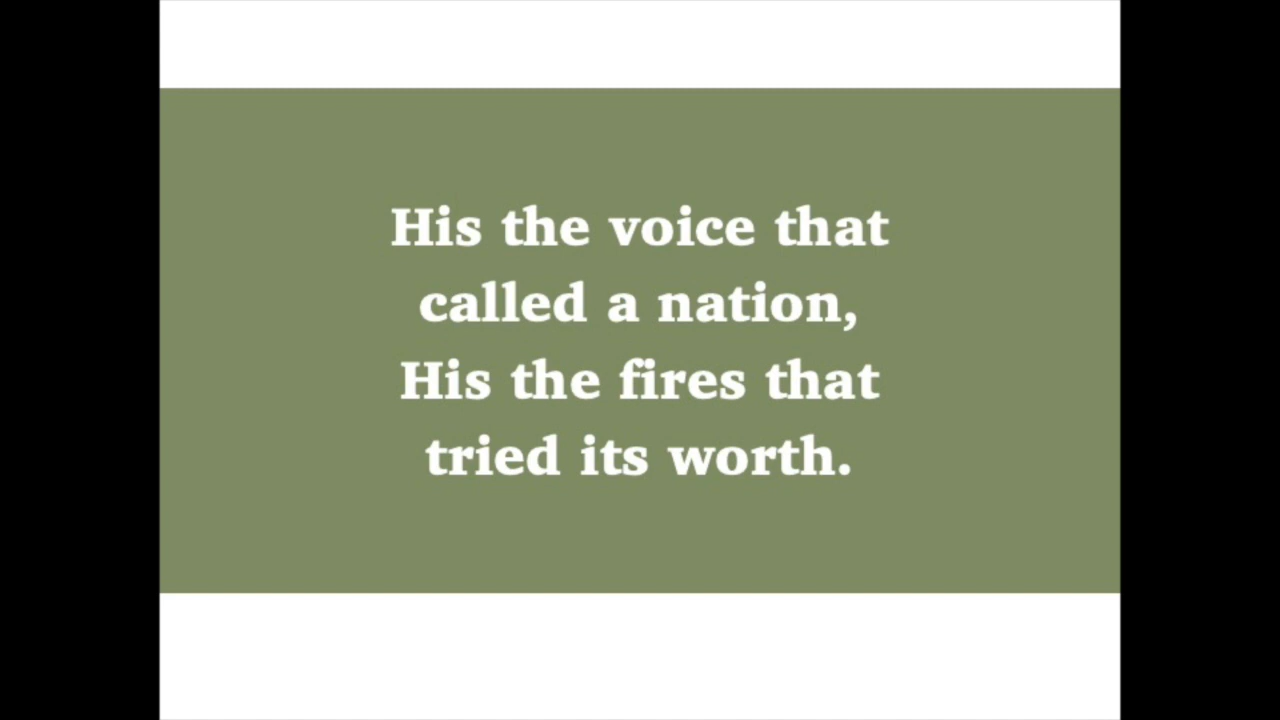 His the voice that
called a nation,
His the fires that
tried its worth.